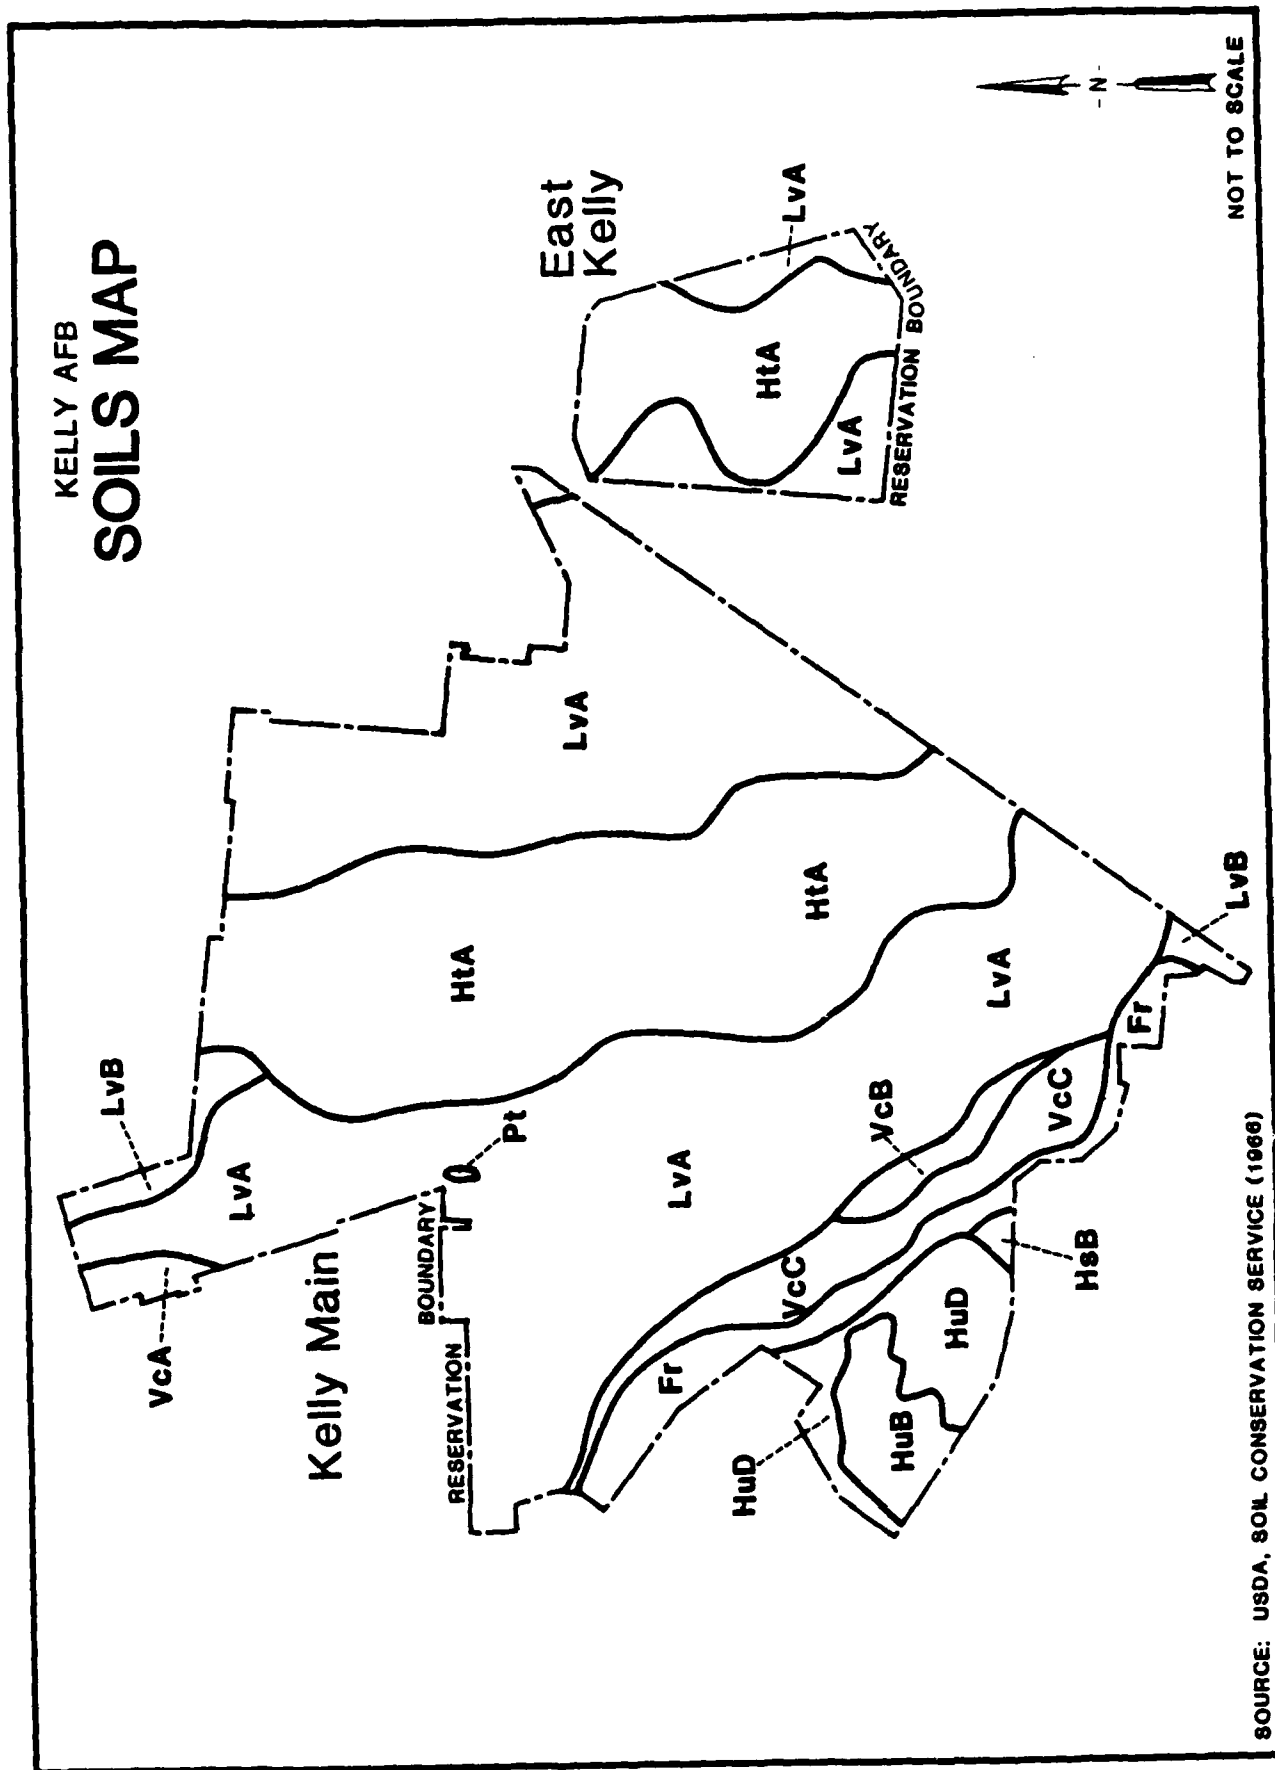 KELLY AFB
SOILS MAP
East
Kelly
LvA
HtA
LvA
RESERVATION BOUNDARY
LvA
HtA
HtA
LvB
LvA
VcA
Kelly Main
RESERVATION BOUNDARY
Pt
LvA
LvA
VcB
VcC
VcC
Fr
Fr
LvB
HsB
HuD
HuB
HuD
-N-
NOT TO SCALE
SOURCE: USDA, SOIL CONSERVATION SERVICE (1966)